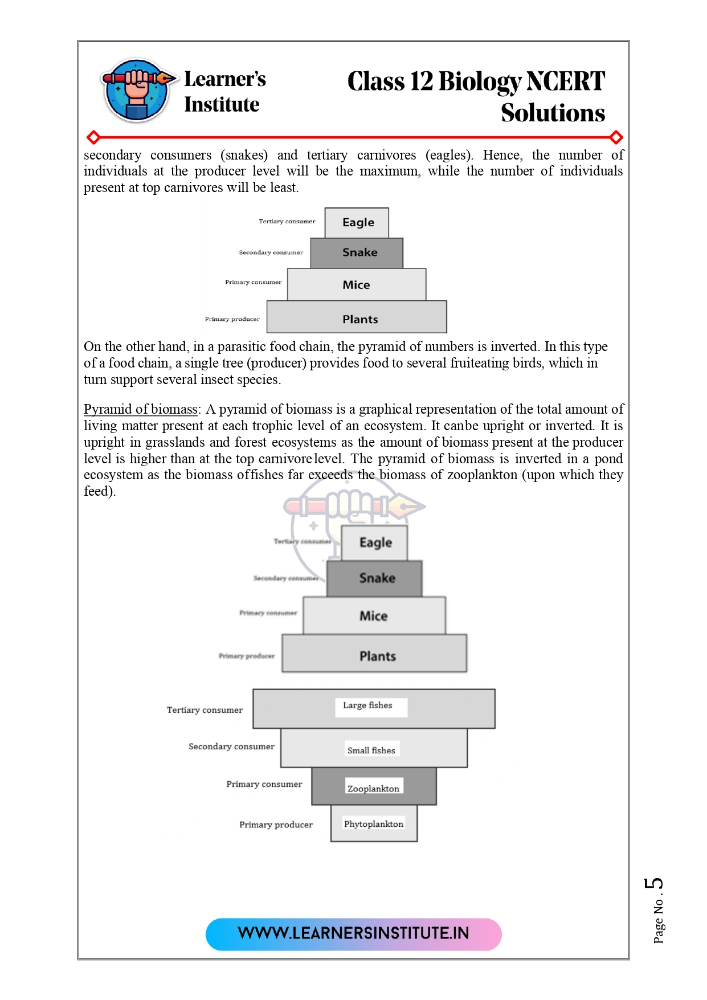 Learner's
Institute
Class 12 Biology NCERT
Solutions
secondary consumers (snakes) and tertiary carnivores (eagles). Hence, the number of
individuals at the producer level will be the maximum, while the number of individuals
present at top carnivores will be least.
Tertiary consumer Eagle
Secondary consumer Snake
Primary consumer Mice
Primary producer Plants
On the other hand, in a parasitic food chain, the pyramid of numbers is inverted. In this type
of a food chain, a single tree (producer) provides food to several fruiteating birds, which in
turn support several insect species.
Pyramid of biomass: A pyramid of biomass is a graphical representation of the total amount of
living matter present at each trophic level of an ecosystem. It canbe upright or inverted. It is
upright in grasslands and forest ecosystems as the amount of biomass present at the producer
level is higher than at the top carnivore level. The pyramid of biomass is inverted in a pond
ecosystem as the biomass of fishes far exceeds the biomass of zooplankton (upon which they
feed).
Tertiary consumer Eagle
Secondary consumer Snake
Primary consumer Mice
Primary producer Plants
Tertiary consumer Large fishes
Secondary consumer Small fishes
Primary consumer Zooplankton
Primary producer Phytoplankton
Page No . 5
WWW.LEARNERSINSTITUTE.IN